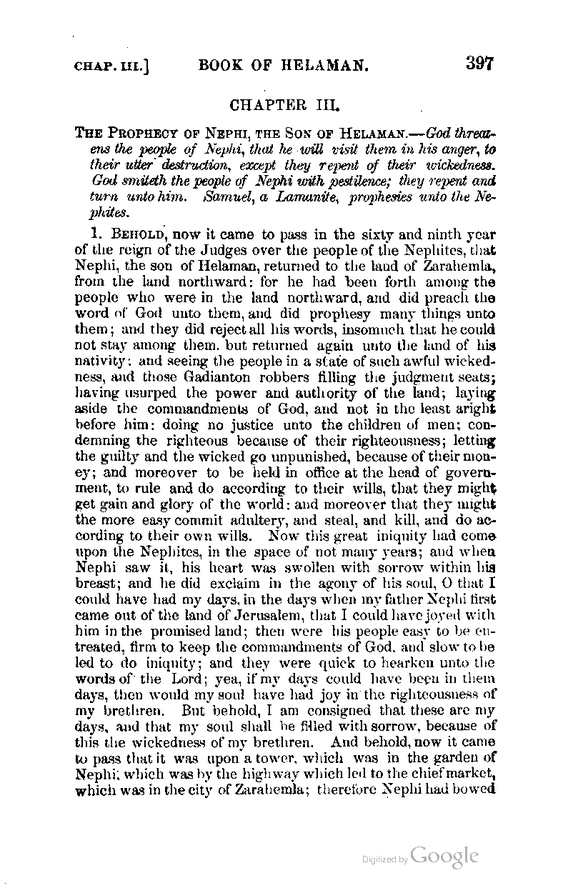 CHAP. III.] BOOK OF HELAMAN. 397
CHAPTER III.
THE PROPHECY OF NEPHI, THE SON OF HELAMAN.—God threat-
ens the people of Nephi, that he will visit them in his anger, to
their utter destruction, except they repent of their wickedness.
God smiteth the people of Nephi with pestilence; they repent and
turn unto him. Samuel, a Lamanite, prophesies unto the Ne-
phites.
1. BEHOLD, now it came to pass in the sixty and ninth year
of the reign of the Judges over the people of the Nephites, that
Nephi, the son of Helaman, returned to the land of Zarahemla,
from the land northward: for he had been forth among the
people who were in the land northward, and did preach the
word of God unto them, and did prophesy many things unto
them; and they did reject all his words, insomuch that he could
not stay among them, but returned again unto the land of his
nativity: and seeing the people in a state of such awful wicked-
ness, and those Gadianton robbers filling the judgment seats;
having usurped the power and authority of the land; laying
aside the commandments of God, and not in the least aright
before him: doing no justice unto the children of men; con-
demning the righteous because of their righteousness; letting
the guilty and the wicked go unpunished, because of their mon-
ey; and moreover to be held in office at the head of govern-
ment, to rule and do according to their wills, that they might
get gain and glory of the world: and moreover that they might
the more easy commit adultery, and steal, and kill, and do ac-
cording to their own wills. Now this great iniquity had come
upon the Nephites, in the space of not many years; and when
Nephi saw it, his heart was swollen with sorrow within his
breast; and he did exclaim in the agony of his soul, O that I
could have had my days, in the days when my father Nephi first
came out of the land of Jerusalem, that I could have joyed with
him in the promised land; then were his people easy to be en-
treated, firm to keep the commandments of God, and slow to be
led to do iniquity; and they were quick to hearken unto the
words of the Lord; yea, if my days could have been in them
days, then would my soul have had joy in the righteousness of
my brethren. But behold, I am consigned that these are my
days, and that my soul shall be filled with sorrow, because of
this the wickedness of my brethren. And behold, now it came
to pass that it was upon a tower, which was in the garden of
Nephi; which was by the highway which led to the chief market,
which was in the city of Zarahemla; therefore Nephi had bowed
Digitized by Google